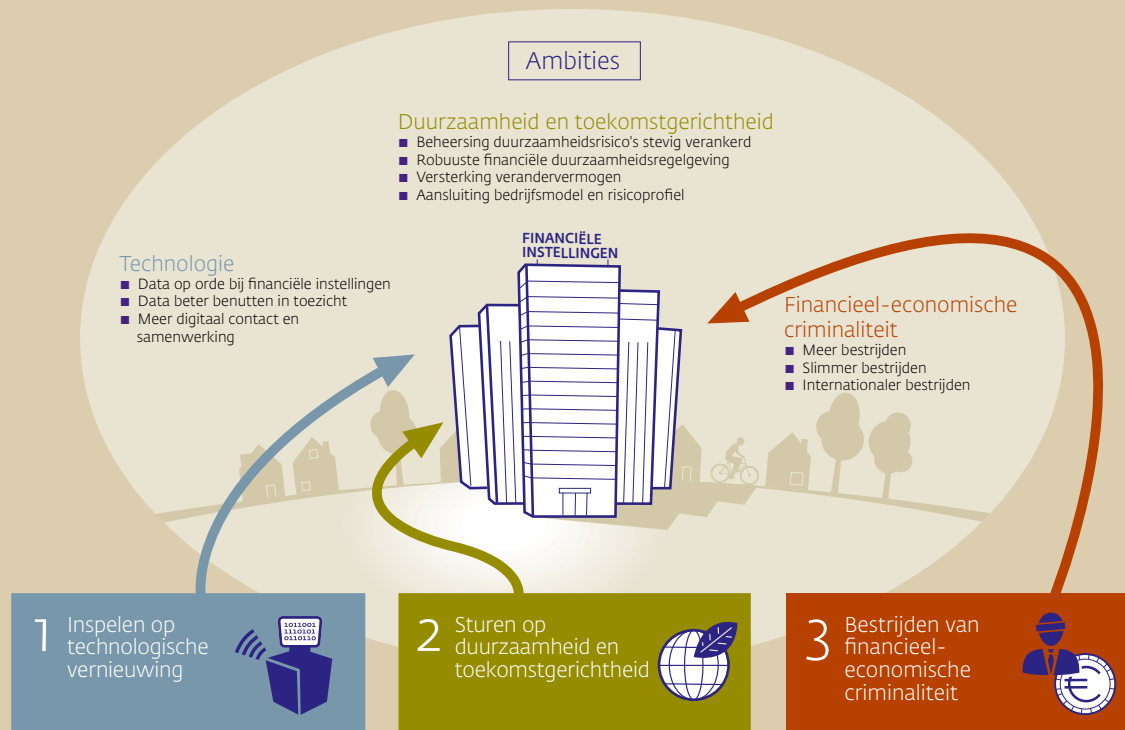 Ambities
Duurzaamheid en toekomstgerichtheid
■ Beheersing duurzaamheidsrisico's stevig verankerd
■ Robuuste financiële duurzaamheidsregelgeving
■ Versterking verandervermogen
■ Aansluiting bedrijfsmodel en risicoprofiel
FINANCIËLE
INSTELLINGEN
Technologie
■ Data op orde bij financiële instellingen
■ Data beter benutten in toezicht
■ Meer digitaal contact en
samenwerking
Financieel-economische
criminaliteit
■ Meer bestrijden
■ Slimmer bestrijden
■ Internationaler bestrijden
1 Inspelen op
technologische
vernieuwing
1011001
1110101
0110110
2 Sturen op
duurzaamheid en
toekomstgerichtheid
3 Bestrijden van
financieel-
economische
criminaliteit
€